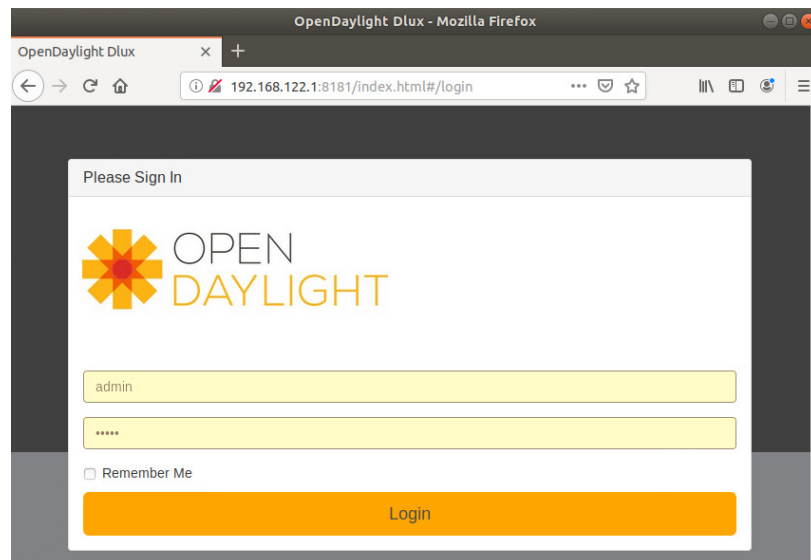 OpenDaylight Dlux - Mozilla Firefox
OpenDaylight Dlux
192.168.122.1:8181/index.html#/login
Please Sign In
OPEN
DAYLIGHT
admin
•••••
Remember Me
Login